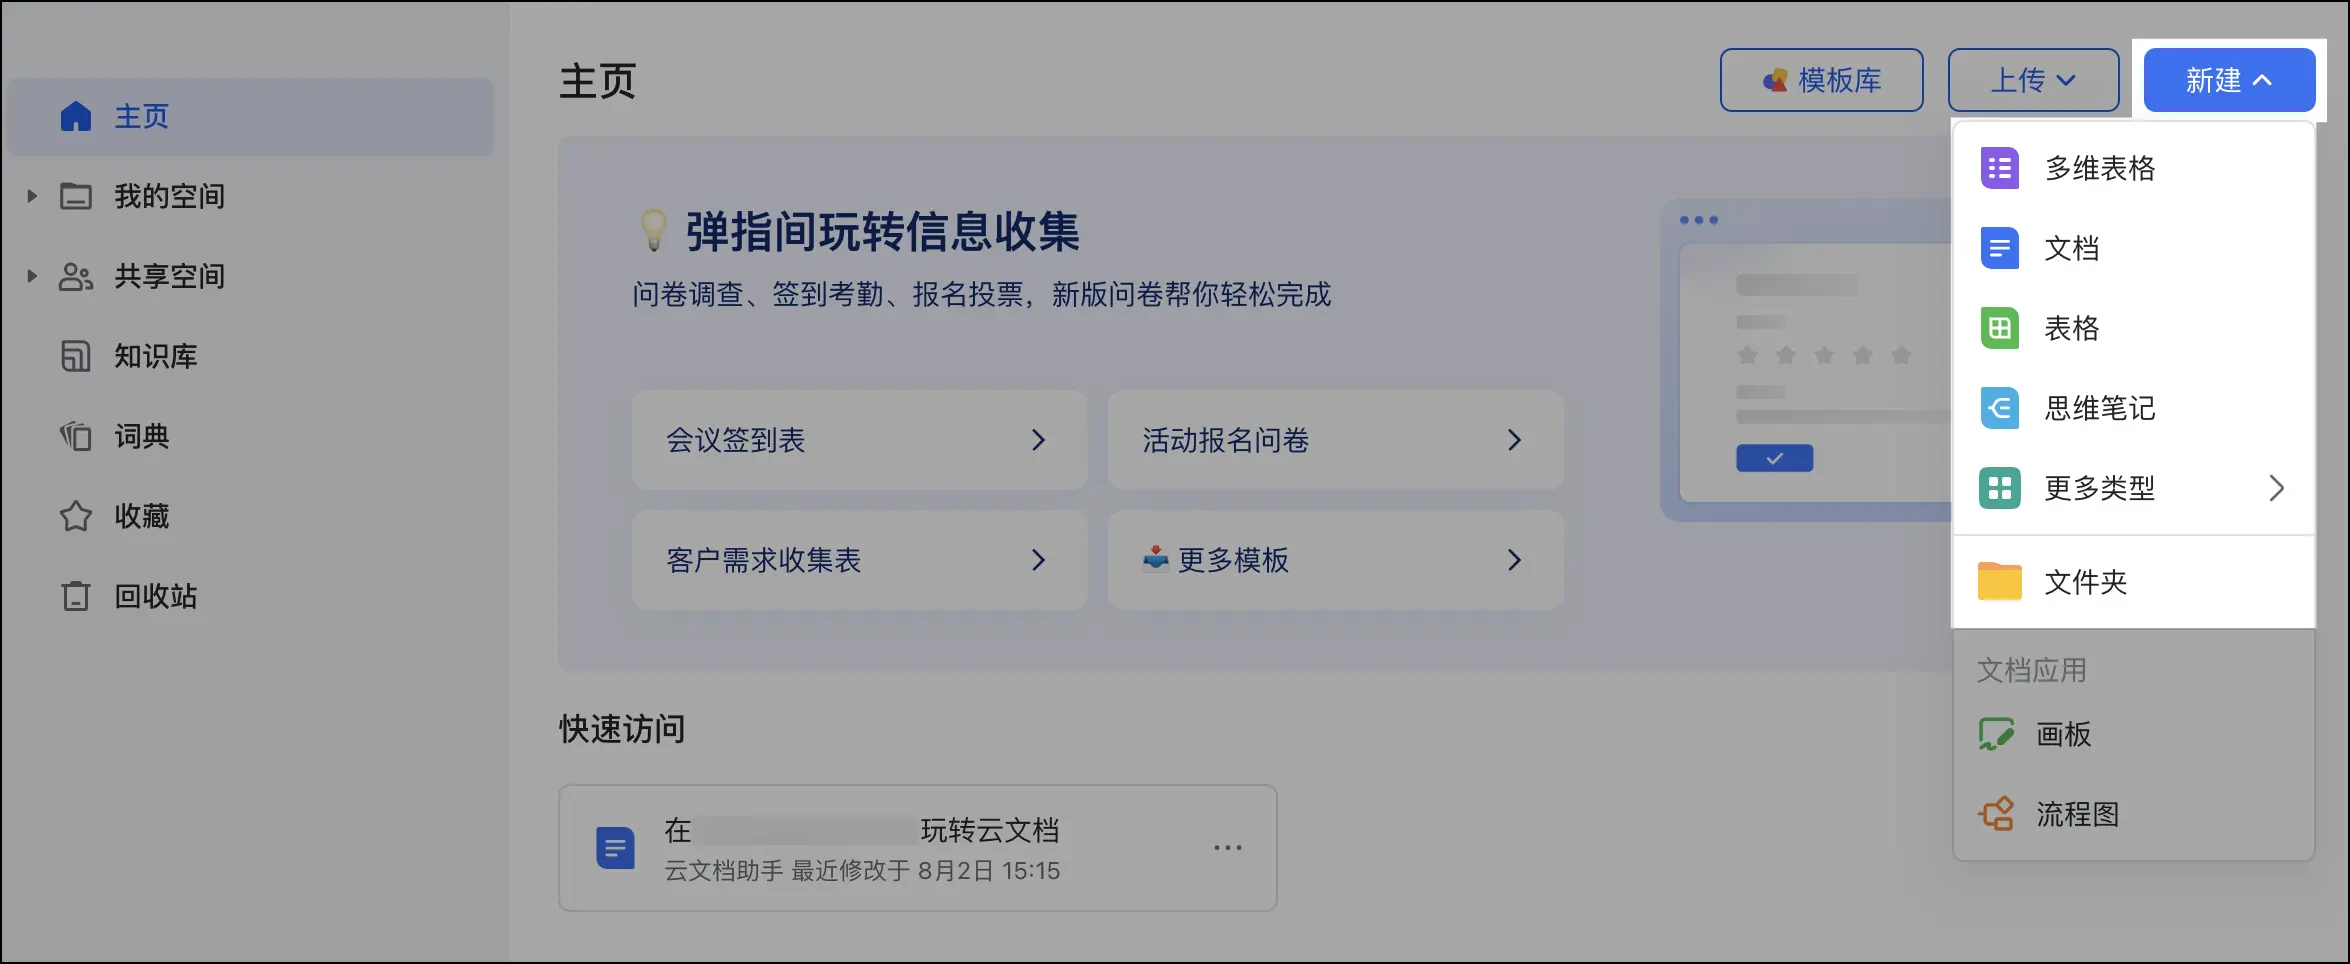 主页
我的空间
共享空间
知识库
词典
收藏
回收站
主页
模板库
上传
新建
弹指间玩转信息收集
问卷调查、签到考勤、报名投票，新版问卷帮你轻松完成
会议签到表
活动报名问卷
客户需求收集表
更多模板
快速访问
在 玩转云文档
云文档助手 最近修改于 8月2日 15:15
多维表格
文档
表格
思维笔记
更多类型
文件夹
文档应用
画板
流程图